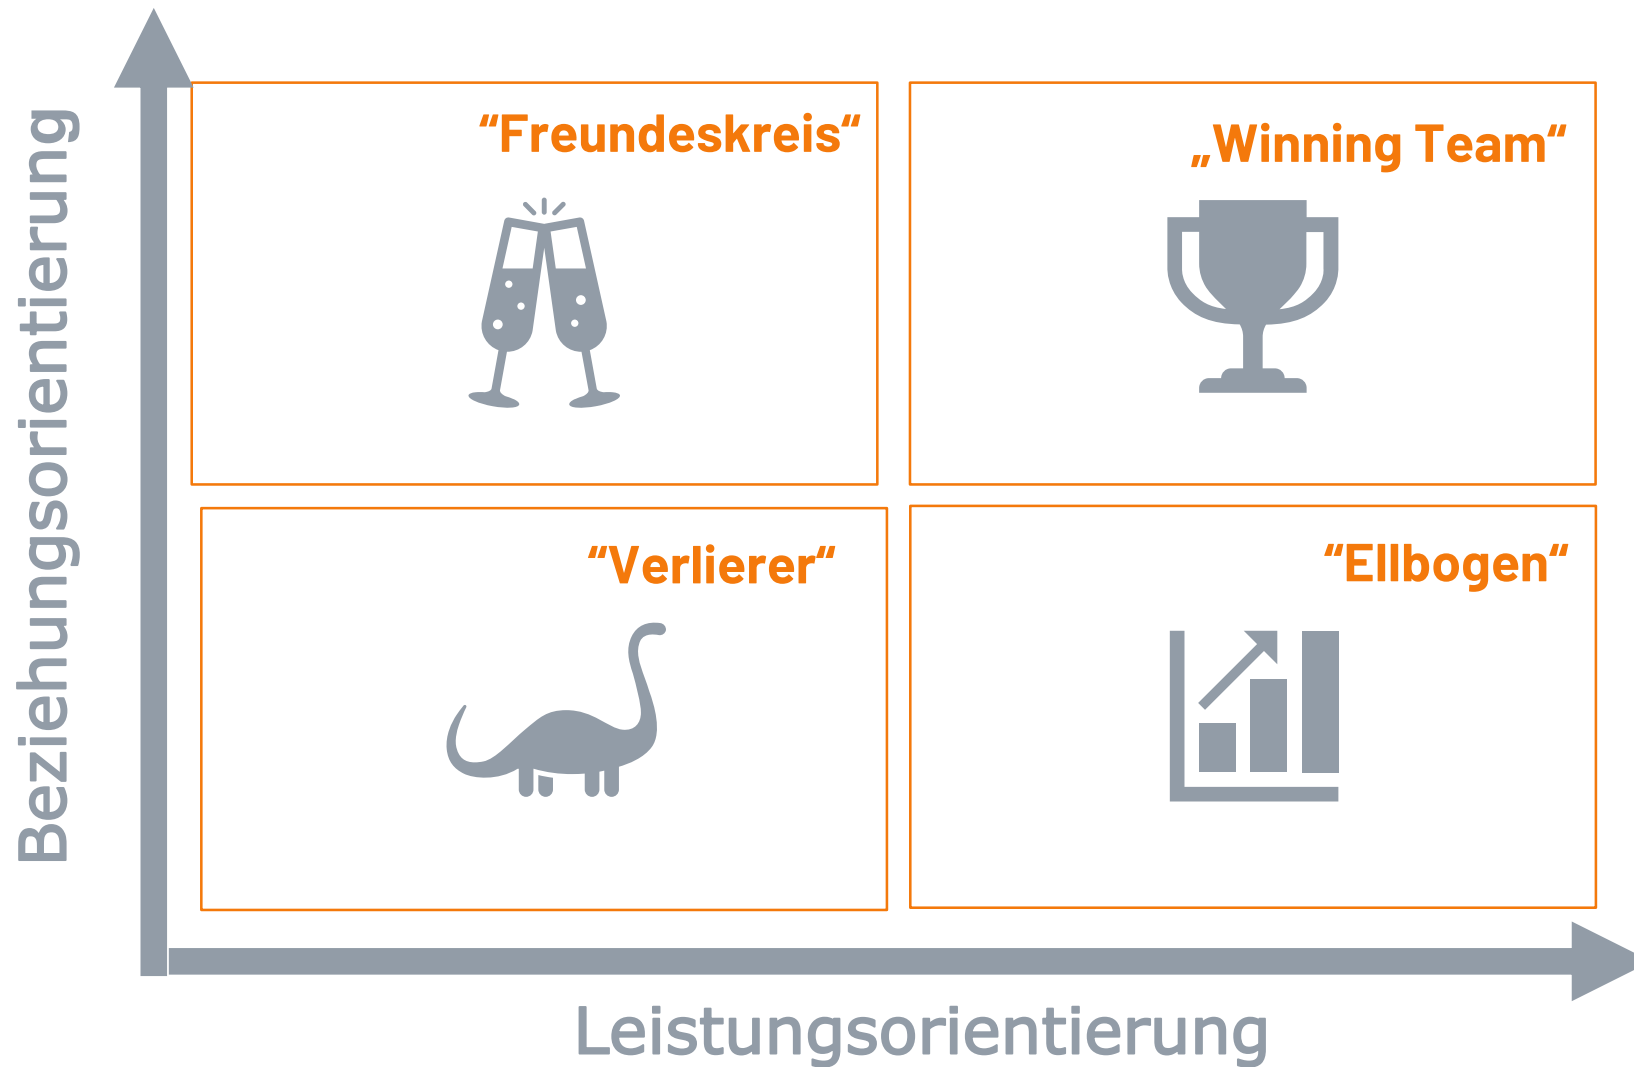 Beziehungsorientierung
“Freundeskreis“
„Winning Team“
“Verlierer“
“Ellbogen“
Leistungsorientierung